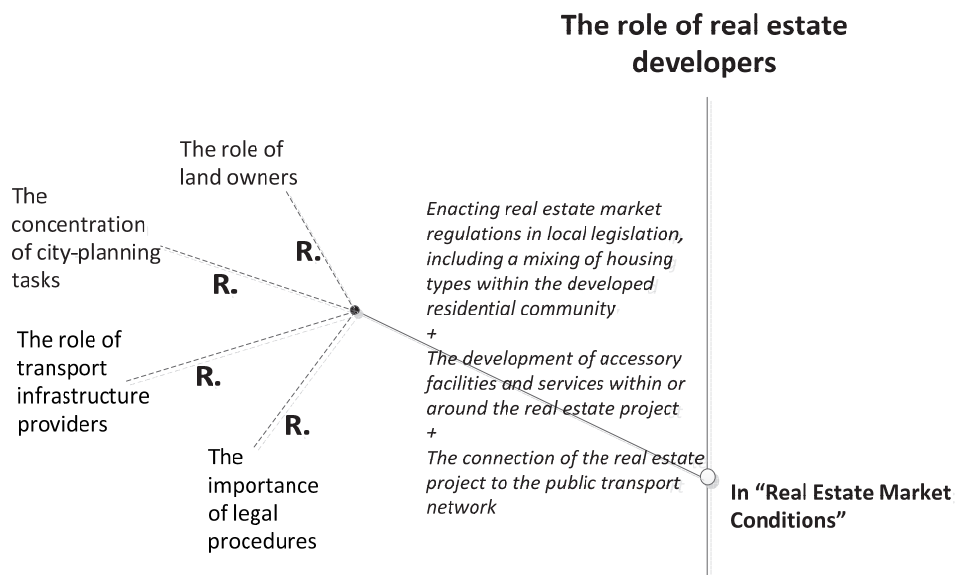 The role of real estate
developers
The role of
land owners
The
concentration
of city-planning
tasks
R.
R.
The role of
transport
infrastructure
providers
R.
R.
The
importance
of legal
procedures
Enacting real estate market
regulations in local legislation,
including a mixing of housing
types within the developed
residential community
+
The development of accessory
facilities and services within or
around the real estate project
+
The connection of the real estate
project to the public transport
network
In “Real Estate Market
Conditions”